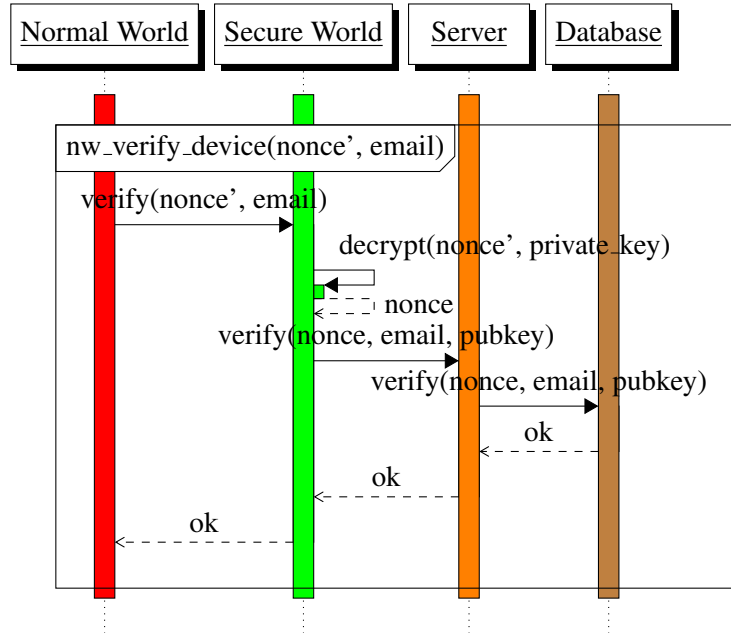 Normal World
Secure World
Server
Database
nw_verify_device(nonce’, email)
verify(nonce’, email)
decrypt(nonce’, private_key)
nonce
verify(nonce, email, pubkey)
verify(nonce, email, pubkey)
ok
ok
ok